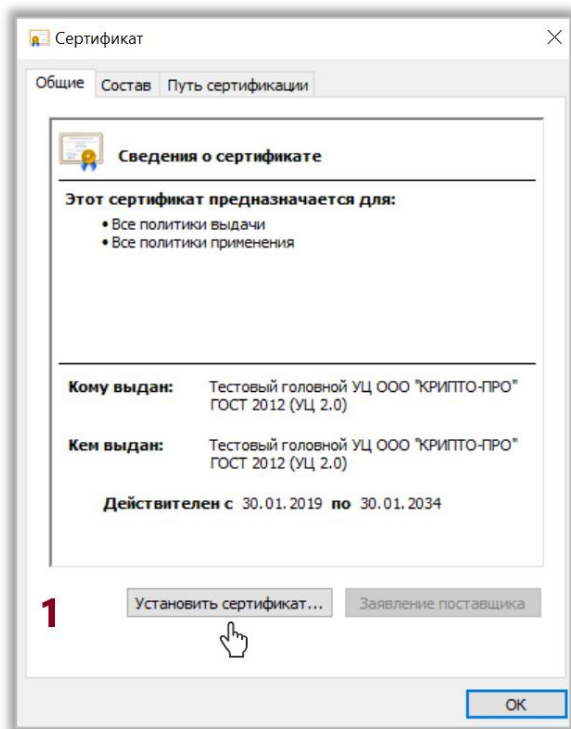 Сертификат
Общие Состав Путь сертификации
Сведения о сертификате
Этот сертификат предназначается для:
• Все политики выдачи
• Все политики применения
Кому выдан: Тестовый головной УЦ ООО "КРИПТО-ПРО"
ГОСТ 2012 (УЦ 2.0)
Кем выдан: Тестовый головной УЦ ООО "КРИПТО-ПРО"
ГОСТ 2012 (УЦ 2.0)
Действителен с 30.01.2019 по 30.01.2034
1 Установить сертификат... Заявление поставщика
ОК